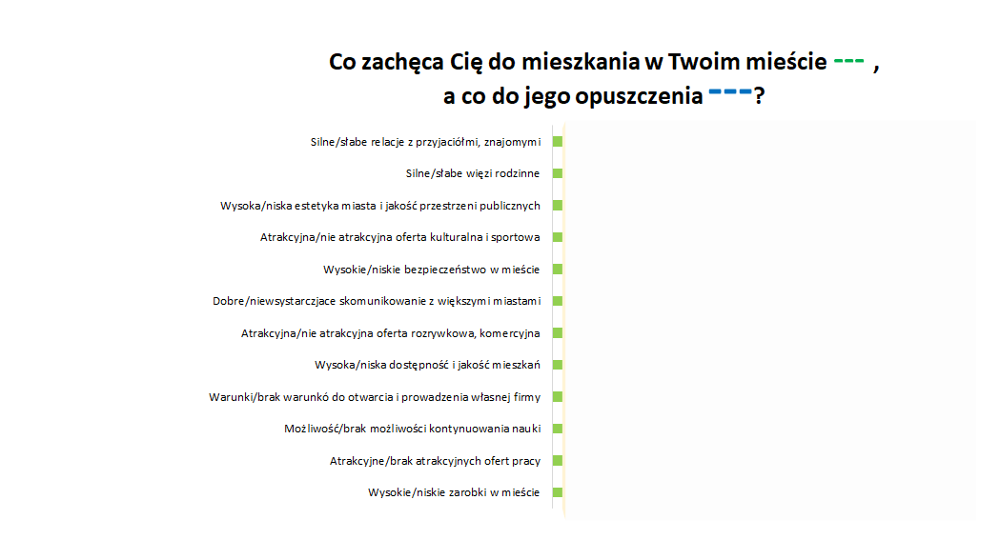 Co zachęca Cię do mieszkania w Twoim mieście --- ,
a co do jego opuszczenia ---?
Silne/słabe relacje z przyjaciółmi, znajomymi
Silne/słabe więzi rodzinne
Wysoka/niska estetyka miasta i jakość przestrzeni publicznych
Atrakcyjna/nie atrakcyjna oferta kulturalna i sportowa
Wysokie/niskie bezpieczeństwo w mieście
Dobre/niewsystarczjace skomunikowanie z większymi miastami
Atrakcyjna/nie atrakcyjna oferta rozrywkowa, komercyjna
Wysoka/niska dostępność i jakość mieszkań
Warunki/brak warunkó do otwarcia i prowadzenia własnej firmy
Możliwość/brak możliwości kontynuowania nauki
Atrakcyjne/brak atrakcyjnych ofert pracy
Wysokie/niskie zarobki w mieście